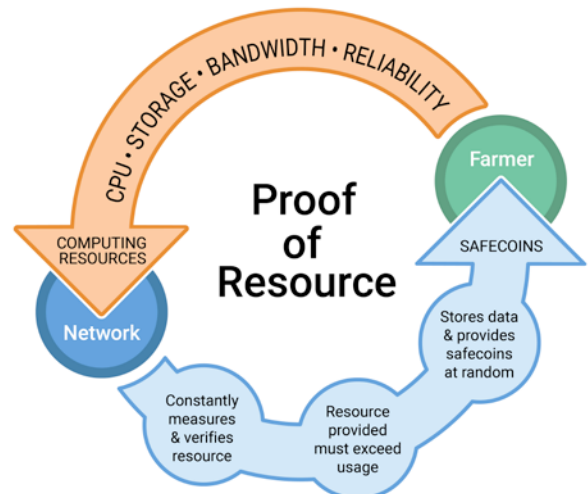 CPU • STORAGE • BANDWIDTH • RELIABILITY
Farmer
Proof
of
Resource
COMPUTING
RESOURCES
SAFECOINS
Network
Stores data
& provides
safecoins
at random
Constantly
measures
& verifies
resource
Resource
provided
must exceed
usage